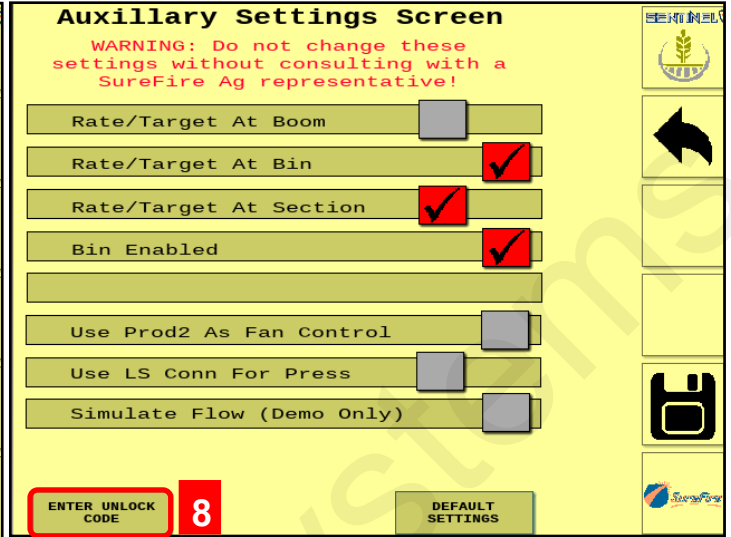 Auxillary Settings Screen
SENTINEL
WARNING: Do not change these
settings without consulting with a
SureFire Ag representative!
Rate/Target At Boom
Rate/Target At Bin
Rate/Target At Section
Bin Enabled
Use Prod2 As Fan Control
Use LS Conn For Press
Simulate Flow (Demo Only)
ENTER UNLOCK
CODE
8
DEFAULT
SETTINGS
SureFire